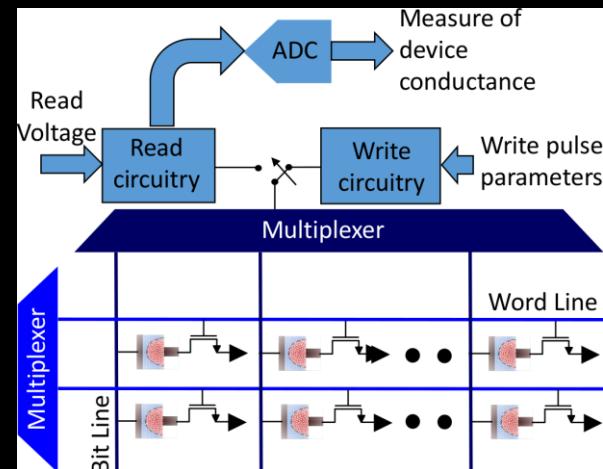 Measure of
device
conductance
ADC
Read
Voltage
Read
circuitry
Write
circuitry
Write pulse
parameters
Multiplexer
Multiplexer
Word Line
Bit Line